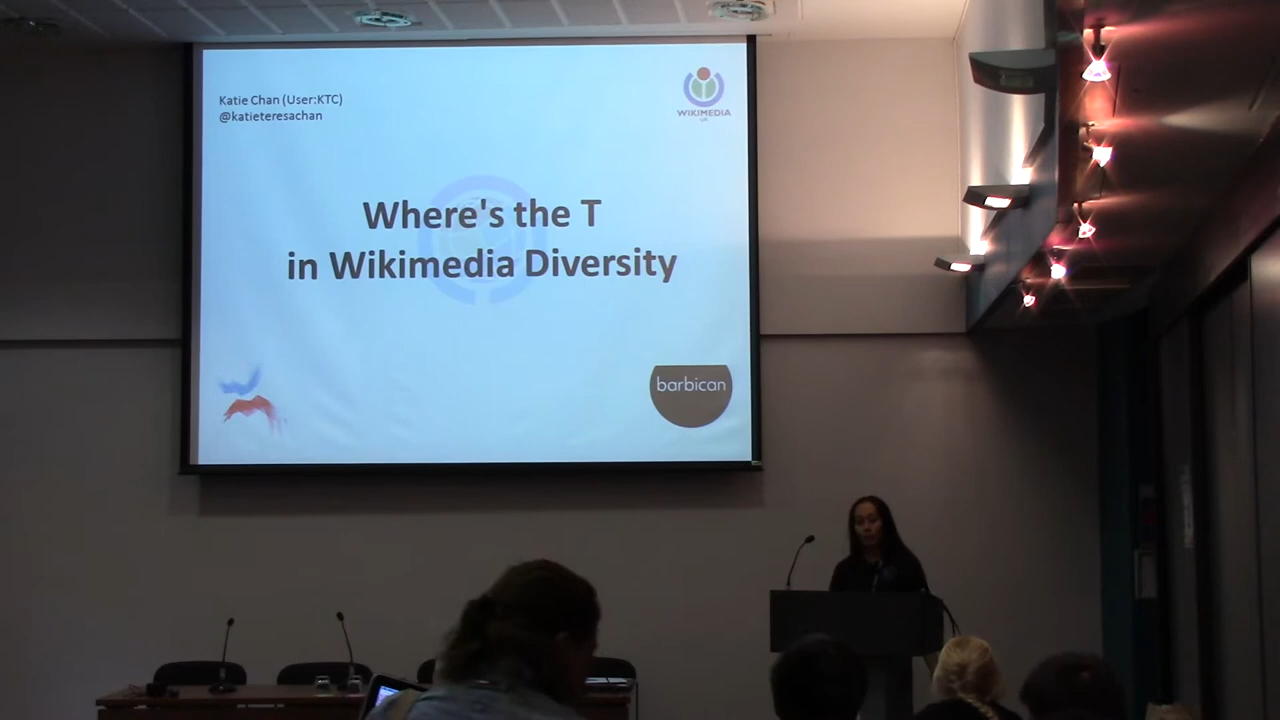 Katie Chan (User:KTC)
@katieteresachan
WIKIMEDIA
UK
Where's the T
in Wikimedia Diversity
barbican